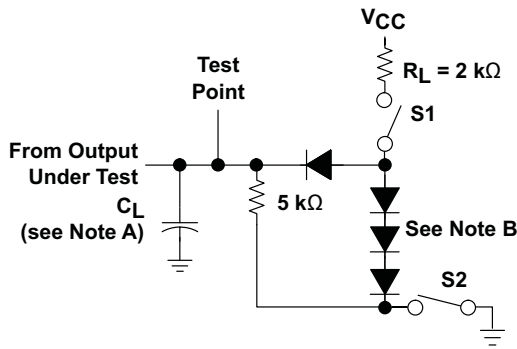 VCC
RL = 2 kΩ
Test
Point
S1
From Output
Under Test
CL
(see Note A)
5 kΩ
See Note B
S2